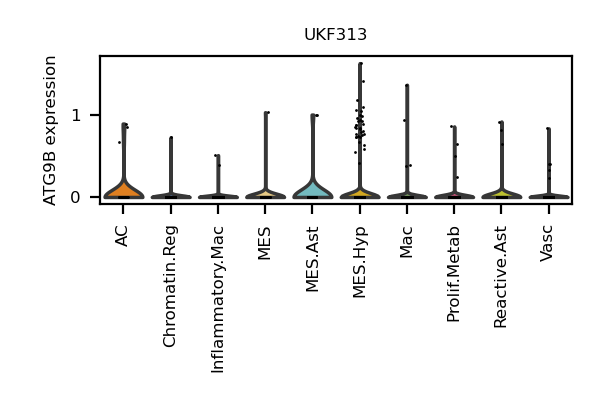 UKF313
ATG9B expression
1
0
AC
Chromatin.Reg
Inflammatory.Mac
MES
MES.Ast
MES.Hyp
Mac
Prolif.Metab
Reactive.Ast
Vasc